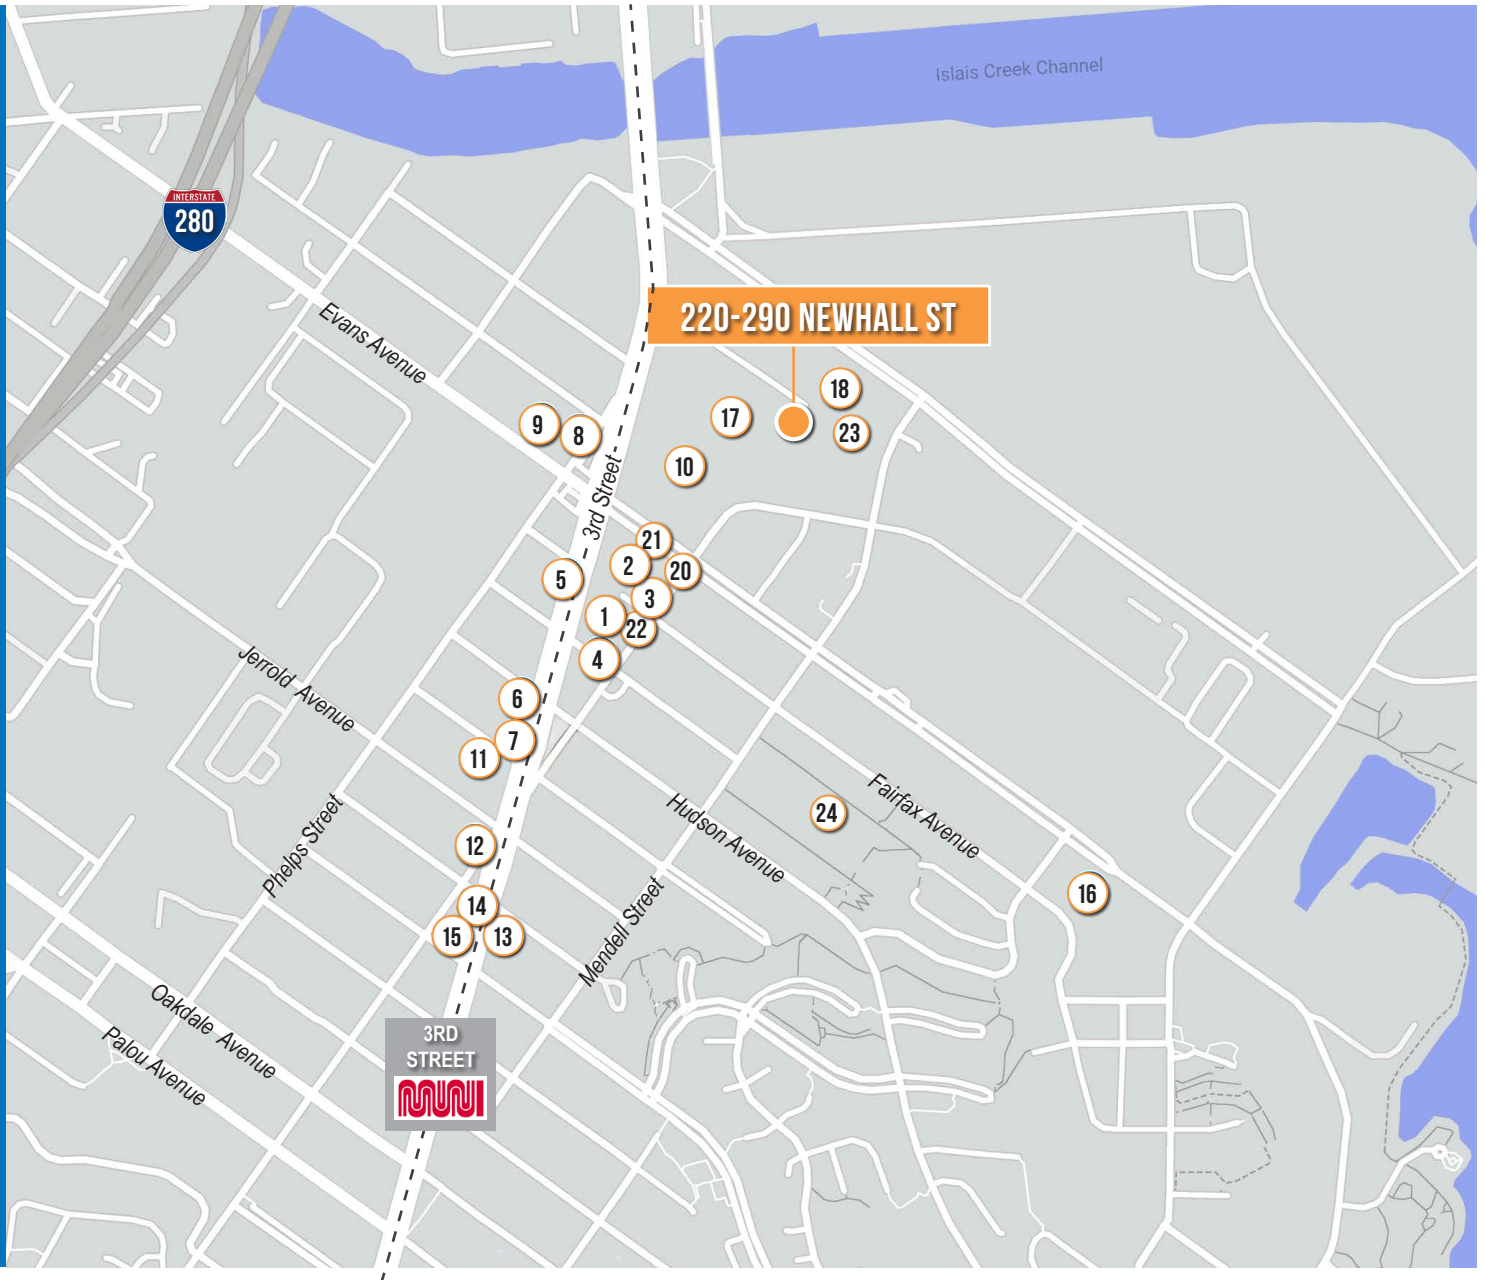 Islais Creek Channel
INTERSTATE
280
220-290 NEWHALL ST
Evans Avenue
18
17
23
9
8
10
3rd Street
21
2
20
5
3
1
22
4
Jerrold Avenue
6
7
11
Phelps Street
Hudson Avenue
Fairfax Avenue
24
12
16
Mendell Street
14
15
13
Oakdale Avenue
Palou Avenue
3RD
STREET
MUNI